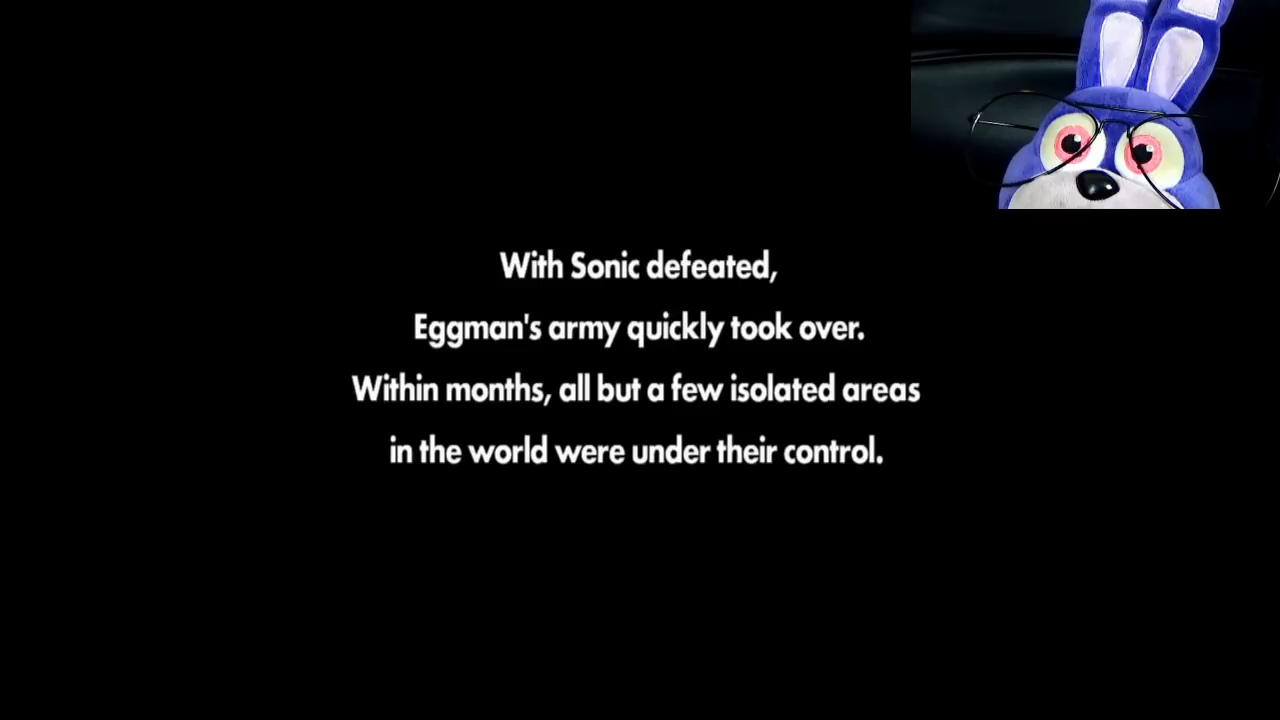 With Sonic defeated,
Eggman's army quickly took over.
Within months, all but a few isolated areas
in the world were under their control.